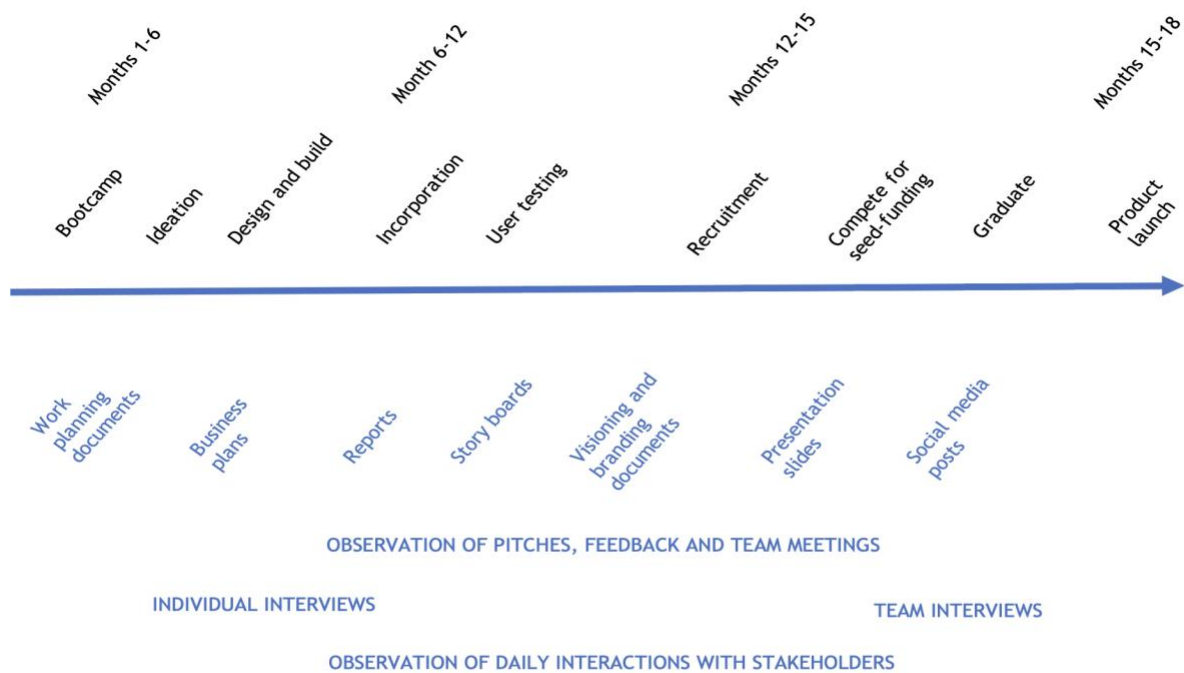 Months 1-6
Month 6-12
Months 12-15
Months 15-18
Bootcamp
Ideation
Design and build
Incorporation
User testing
Recruitment
Compete for
seed-funding
Graduate
Product
launch
Work
planning
documents
Business
plans
Reports
Story boards
Visioning and
branding
documents
Presentation
slides
Social media
posts
OBSERVATION OF PITCHES, FEEDBACK AND TEAM MEETINGS
INDIVIDUAL INTERVIEWS
TEAM INTERVIEWS
OBSERVATION OF DAILY INTERACTIONS WITH STAKEHOLDERS